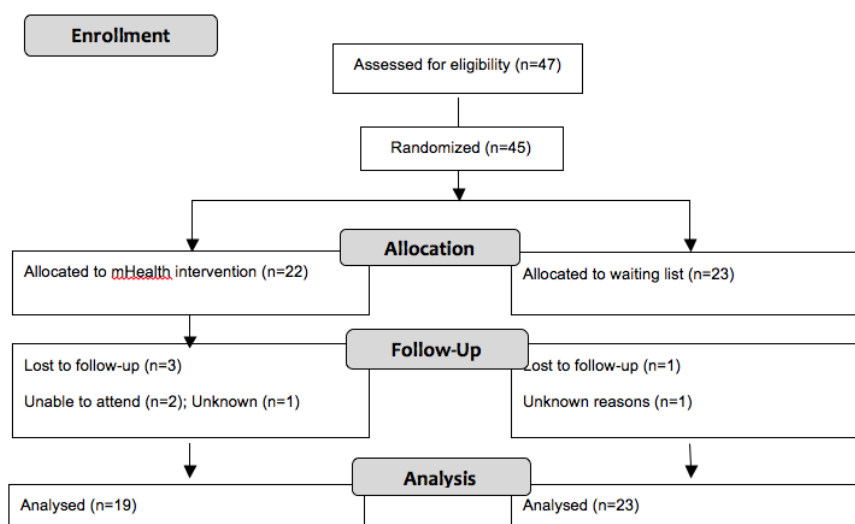 Enrollment
Assessed for eligibility (n=47)
Randomized (n=45)
Allocation
Allocated to mHealth intervention (n=22)
Allocated to waiting list (n=23)
Follow-Up
Lost to follow-up (n=3)
Unable to attend (n=2); Unknown (n=1)
Lost to follow-up (n=1)
Unknown reasons (n=1)
Analysis
Analysed (n=19)
Analysed (n=23)